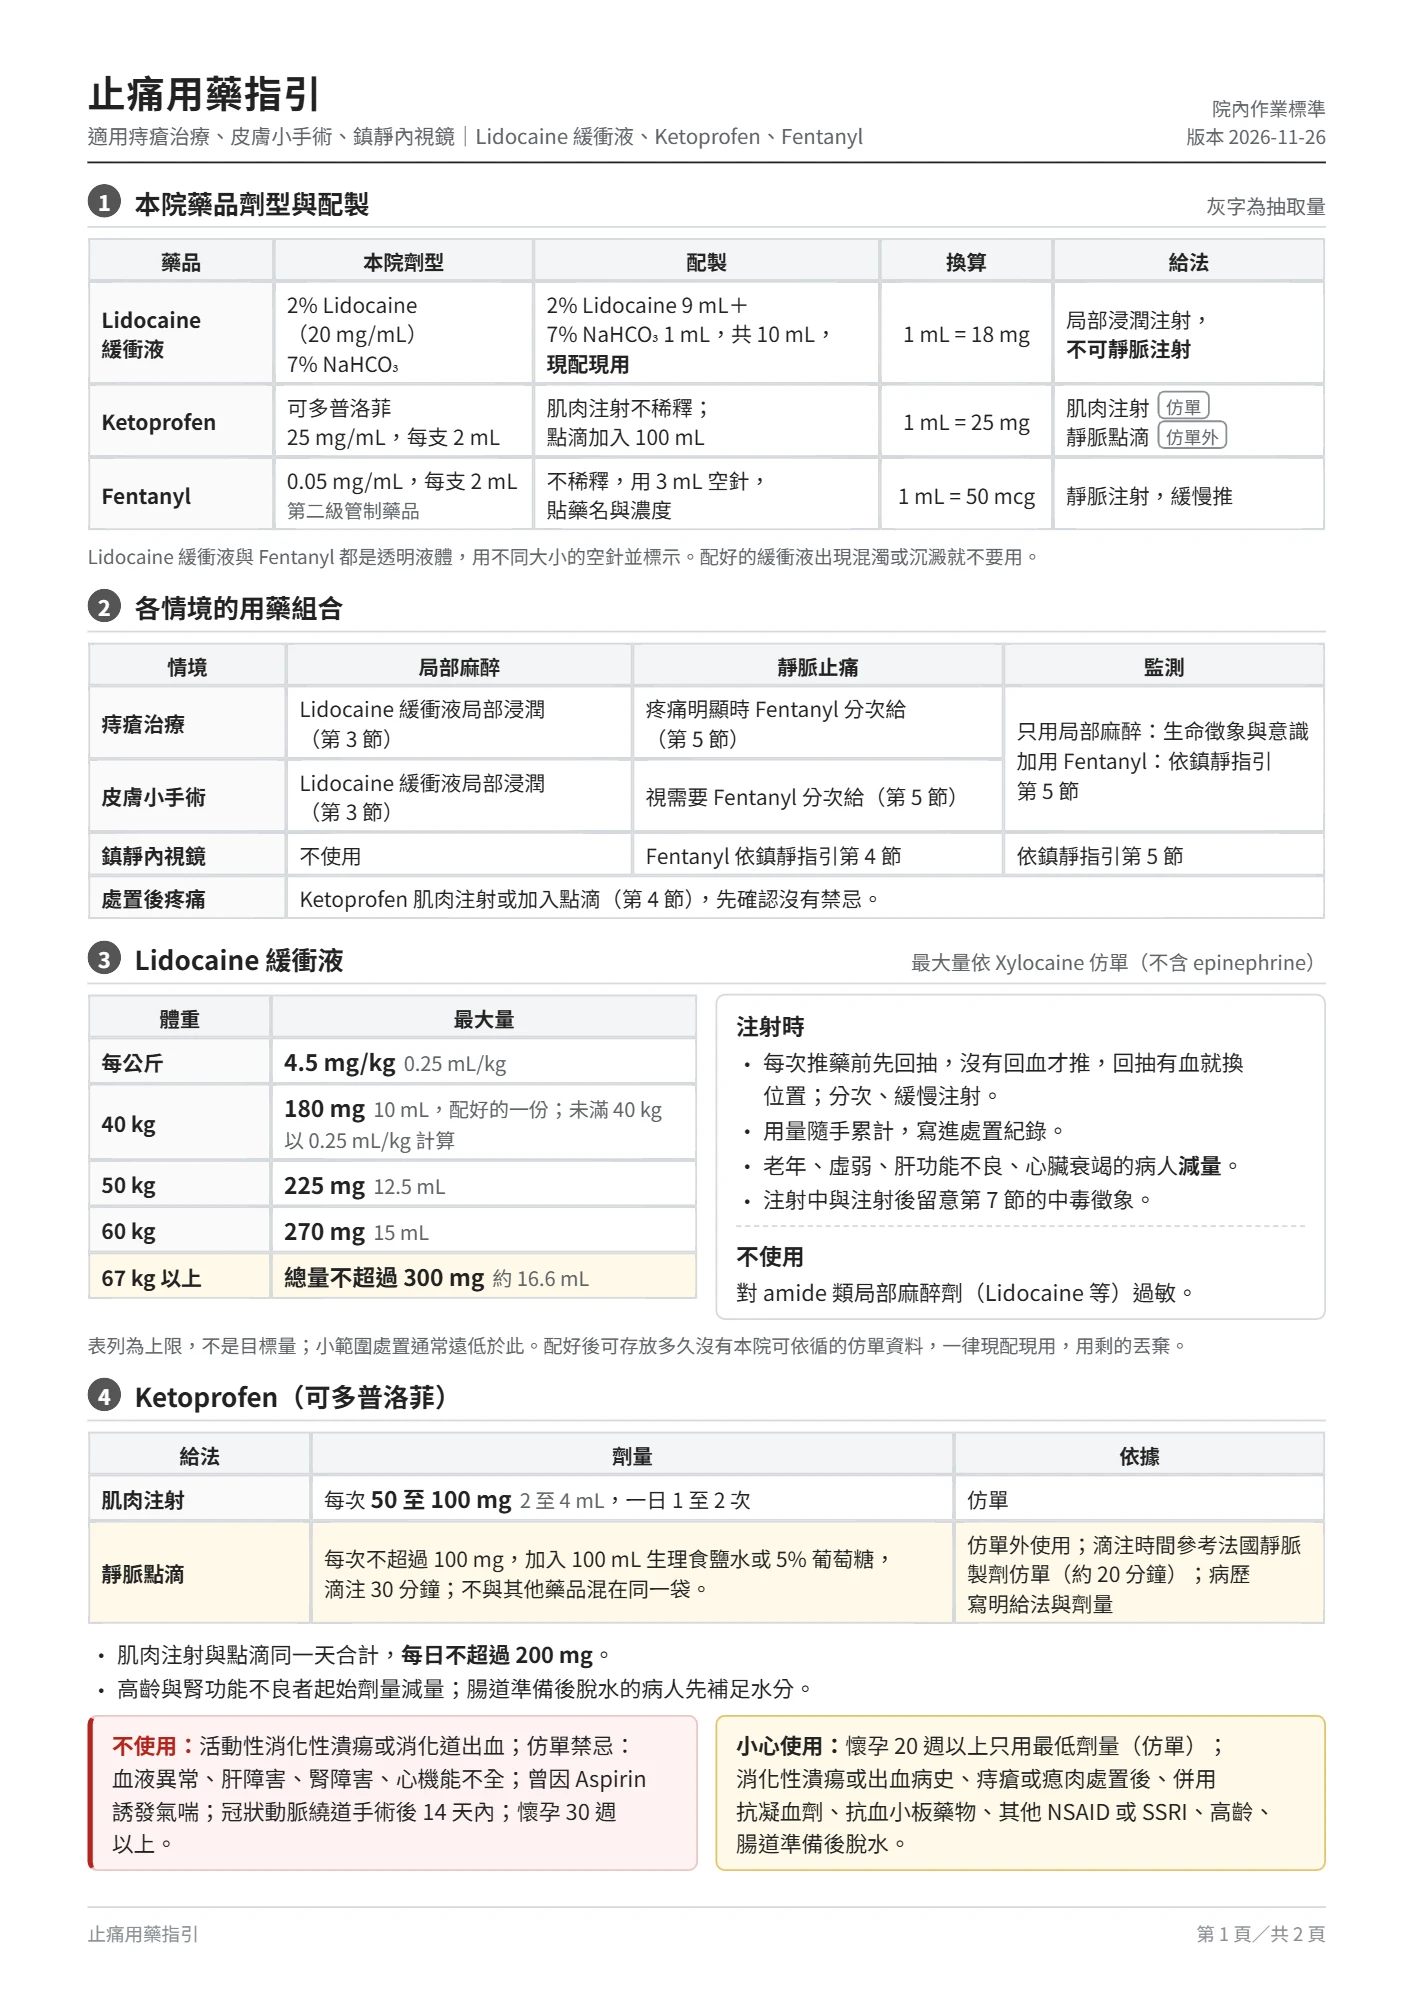 止痛用藥指引
適用痔瘡治療、皮膚小手術、鎮靜內視鏡｜Lidocaine 緩衝液、Ketoprofen、Fentanyl
院內作業標準
版本 2026-11-26
1 本院藥品劑型與配製
灰字為抽取量
藥品 本院劑型 配製 換算 給法
Lidocaine
緩衝液
2% Lidocaine
（20 mg/mL）
7% NaHCO₃
2% Lidocaine 9 mL＋
7% NaHCO₃ 1 mL，共 10 mL，
現配現用
1 mL = 18 mg
局部浸潤注射，
不可靜脈注射
Ketoprofen
可多普洛菲
25 mg/mL，每支 2 mL
肌肉注射不稀釋；
點滴加入 100 mL
1 mL = 25 mg
肌肉注射 仿單
靜脈點滴 仿單外
Fentanyl
0.05 mg/mL，每支 2 mL
第二級管制藥品
不稀釋，用 3 mL 空針，
貼藥名與濃度
1 mL = 50 mcg
靜脈注射，緩慢推
Lidocaine 緩衝液與 Fentanyl 都是透明液體，用不同大小的空針並標示。配好的緩衝液出現混濁或沉澱就不要用。
2 各情境的用藥組合
情境 局部麻醉 靜脈止痛 監測
痔瘡治療
Lidocaine 緩衝液局部浸潤
（第 3 節）
疼痛明顯時 Fentanyl 分次給
（第 5 節）
只用局部麻醉：生命徵象與意識
加用 Fentanyl：依鎮靜指引
第 5 節
皮膚小手術
Lidocaine 緩衝液局部浸潤
（第 3 節）
視需要 Fentanyl 分次給（第 5 節）
鎮靜內視鏡 不使用 Fentanyl 依鎮靜指引第 4 節 依鎮靜指引第 5 節
處置後疼痛 Ketoprofen 肌肉注射或加入點滴（第 4 節），先確認沒有禁忌。
3 Lidocaine 緩衝液
最大量依 Xylocaine 仿單（不含 epinephrine）
體重 最大量
每公斤 4.5 mg/kg 0.25 mL/kg
40 kg
180 mg 10 mL，配好的一份；未滿 40 kg
以 0.25 mL/kg 計算
50 kg 225 mg 12.5 mL
60 kg 270 mg 15 mL
67 kg 以上 總量不超過 300 mg 約 16.6 mL
注射時
・每次推藥前先回抽，沒有回血才推，回抽有血就換
位置；分次、緩慢注射。
・用量隨手累計，寫進處置紀錄。
・老年、虛弱、肝功能不良、心臟衰竭的病人減量。
・注射中與注射後留意第 7 節的中毒徵象。
不使用
對 amide 類局部麻醉劑（Lidocaine 等）過敏。
表列為上限，不是目標量；小範圍處置通常遠低於此。配好後可存放多久沒有本院可依循的仿單資料，一律現配現用，用剩的丟棄。
4 Ketoprofen（可多普洛菲）
給法 劑量 依據
肌肉注射 每次 50 至 100 mg 2 至 4 mL，一日 1 至 2 次 仿單
靜脈點滴
每次不超過 100 mg，加入 100 mL 生理食鹽水或 5% 葡萄糖，
滴注 30 分鐘；不與其他藥品混在同一袋。
仿單外使用；滴注時間參考法國靜脈
製劑仿單（約 20 分鐘）；病歷
寫明給法與劑量
・肌肉注射與點滴同一天合計，每日不超過 200 mg。
・高齡與腎功能不良者起始劑量減量；腸道準備後脫水的病人先補足水分。
不使用：活動性消化性潰瘍或消化道出血；仿單禁忌：
血液異常、肝障害、腎障害、心機能不全；曾因 Aspirin
誘發氣喘；冠狀動脈繞道手術後 14 天內；懷孕 30 週
以上。
小心使用：懷孕 20 週以上只用最低劑量（仿單）；
消化性潰瘍或出血病史、痔瘡或瘜肉處置後、併用
抗凝血劑、抗血小板藥物、其他 NSAID 或 SSRI、高齡、
腸道準備後脫水。
止痛用藥指引
第 1 頁／共 2 頁